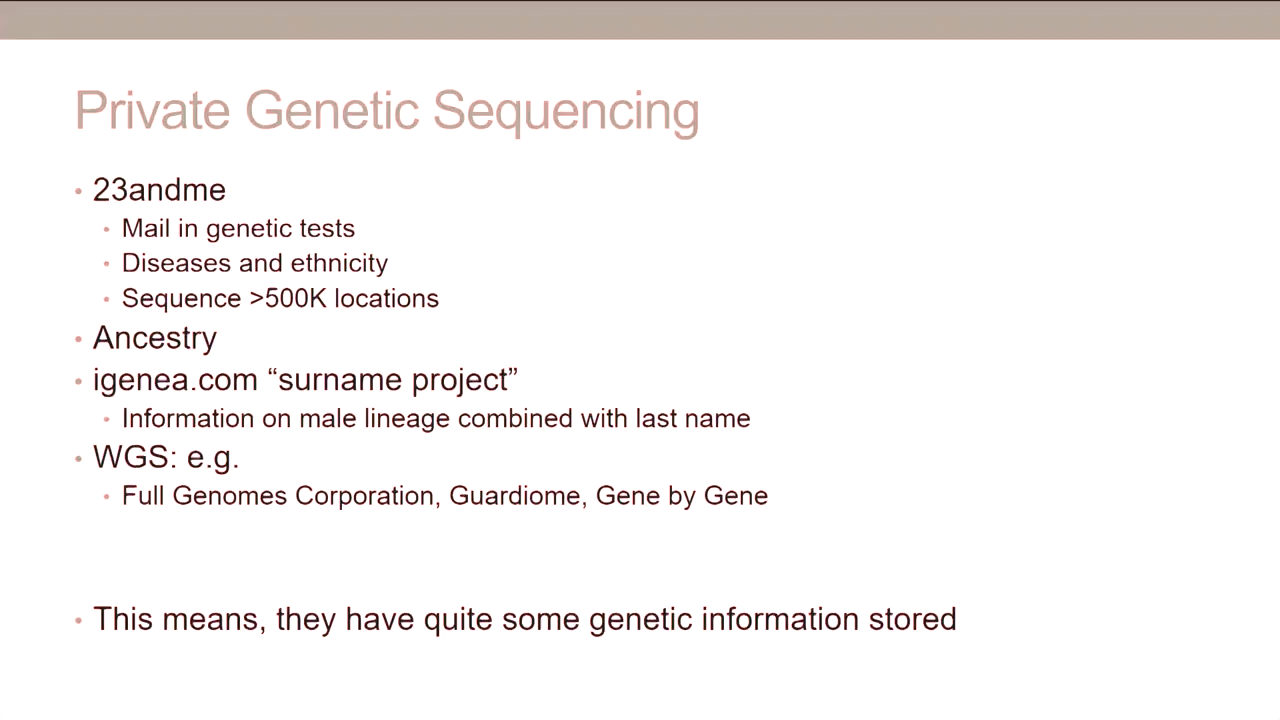 Private Genetic Sequencing
• 23andme
• Mail in genetic tests
• Diseases and ethnicity
• Sequence >500K locations
• Ancestry
• igenea.com “surname project”
• Information on male lineage combined with last name
• WGS: e.g.
• Full Genomes Corporation, Guardiome, Gene by Gene
• This means, they have quite some genetic information stored